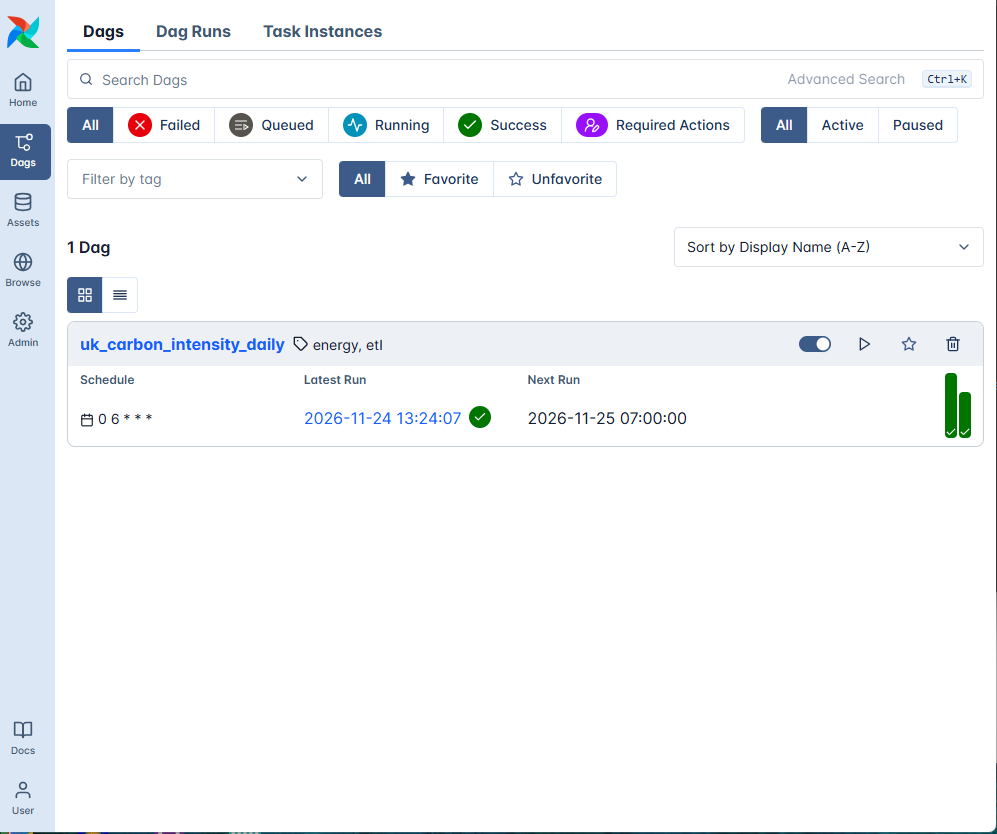 Dags Dag Runs Task Instances
Search Dags Advanced Search Ctrl+K
All Failed Queued Running Success Required Actions All Active Paused
Filter by tag All Favorite Unfavorite
1 Dag Sort by Display Name (A-Z)
uk_carbon_intensity_daily energy, etl
Schedule Latest Run Next Run
0 6 * * * 2026-11-24 13:24:07 2026-11-25 07:00:00
Home
Dags
Assets
Browse
Admin
Docs
User